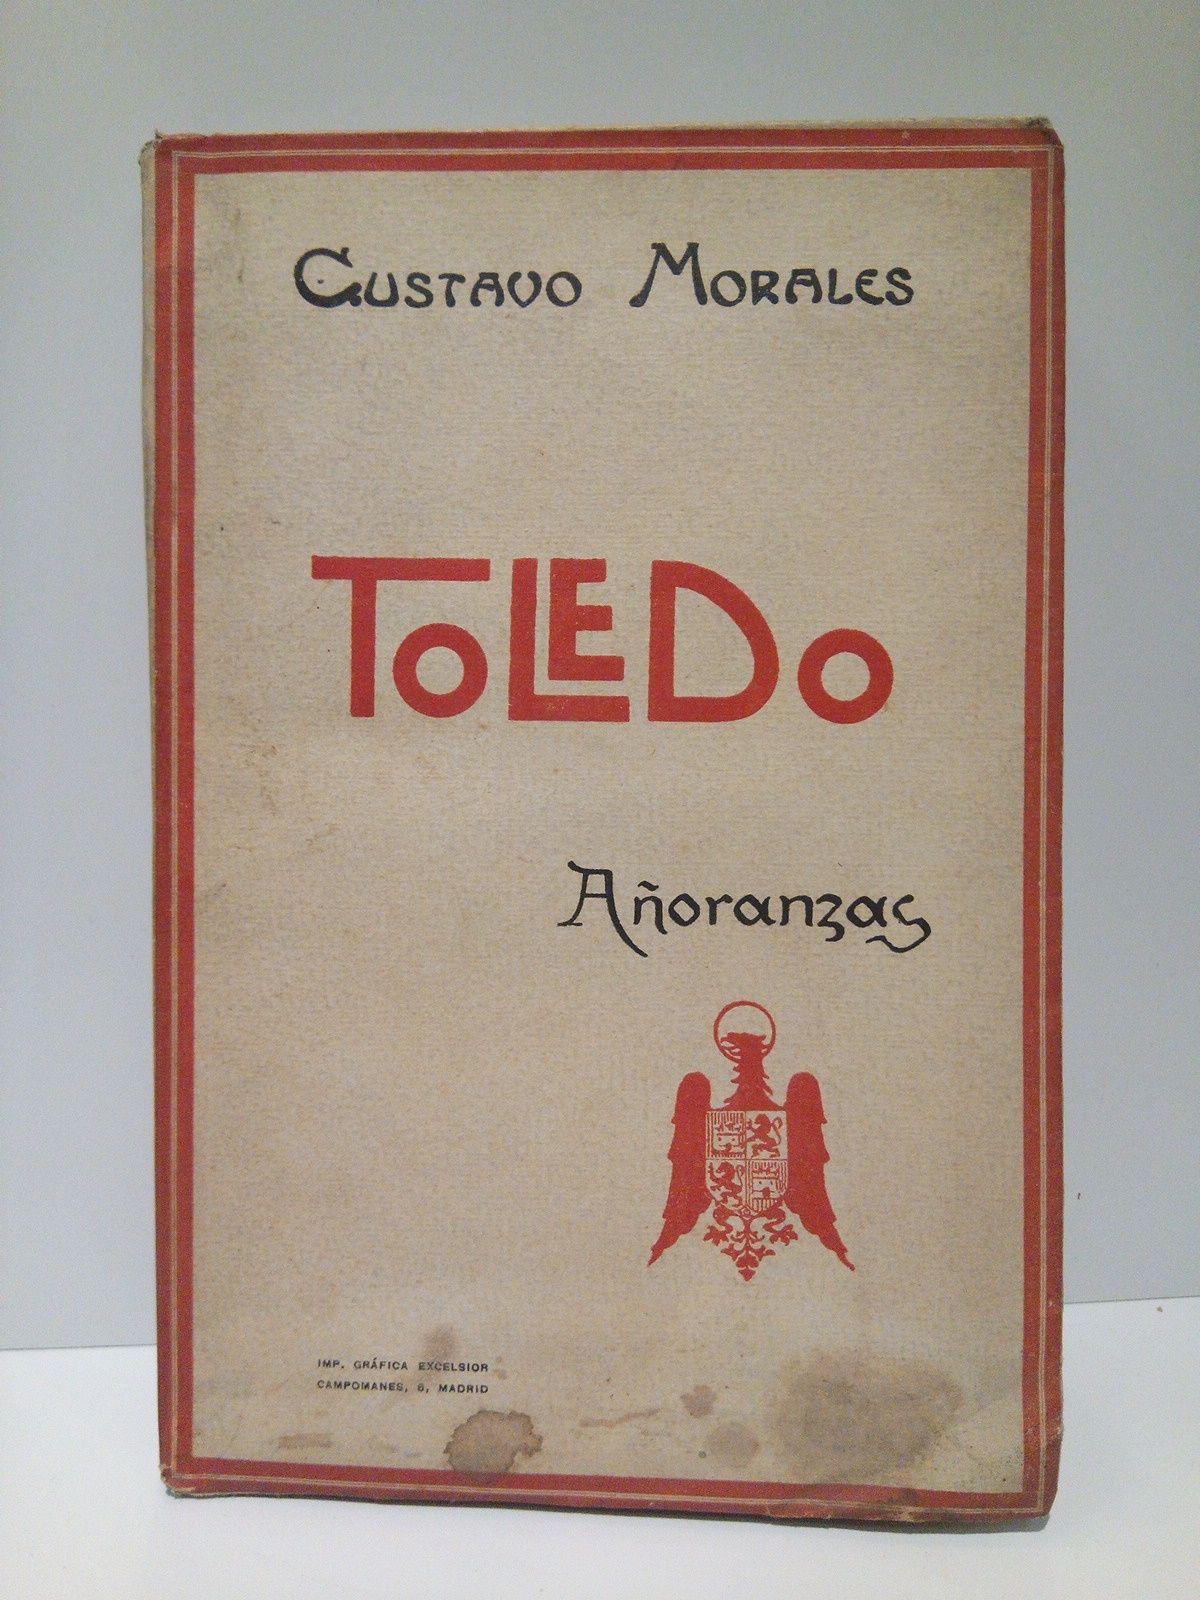 GUSTAVO MORALES
TOLEDO
Añoranzas
IMP. GRÁFICA EXCELSIOR
CAMPOMANES, 6, MADRID